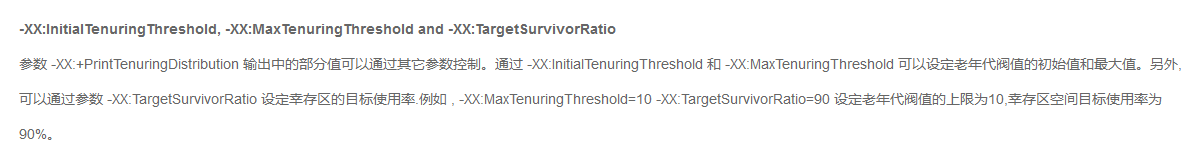 -XX:InitialTenuringThreshold, -XX:MaxTenuringThreshold and -XX:TargetSurvivorRatio
参数 -XX:+PrintTenuringDistribution 输出中的部分值可以通过其它参数控制。通过 -XX:InitialTenuringThreshold 和 -XX:MaxTenuringThreshold 可以设定老年代阀值的初始值和最大值。另外,
可以通过参数 -XX:TargetSurvivorRatio 设定幸存区的目标使用率.例如 , -XX:MaxTenuringThreshold=10 -XX:TargetSurvivorRatio=90 设定老年代阀值的上限为10,幸存区空间目标使用率为
90%。